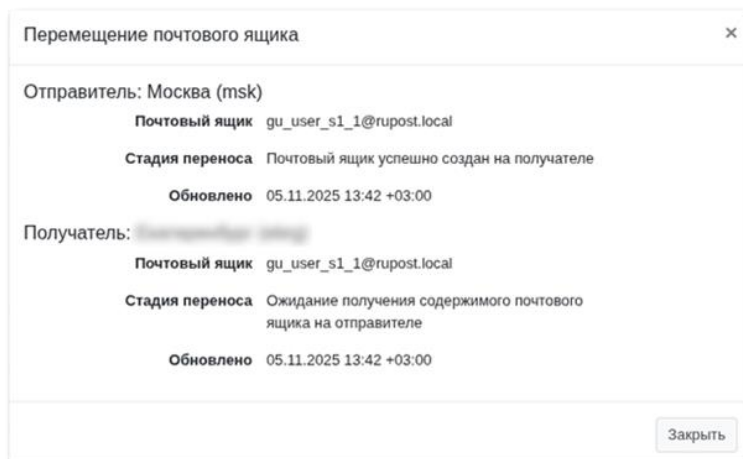 Перемещение почтового ящика ×
Отправитель: Москва (msk)
Почтовый ящик gu_user_s1_1@rupost.local
Стадия переноса Почтовый ящик успешно создан на получателе
Обновлено 05.11.2025 13:42 +03:00
Получатель:
Почтовый ящик gu_user_s1_1@rupost.local
Стадия переноса Ожидание получения содержимого почтового
ящика на отправителе
Обновлено 05.11.2025 13:42 +03:00
Закрыть